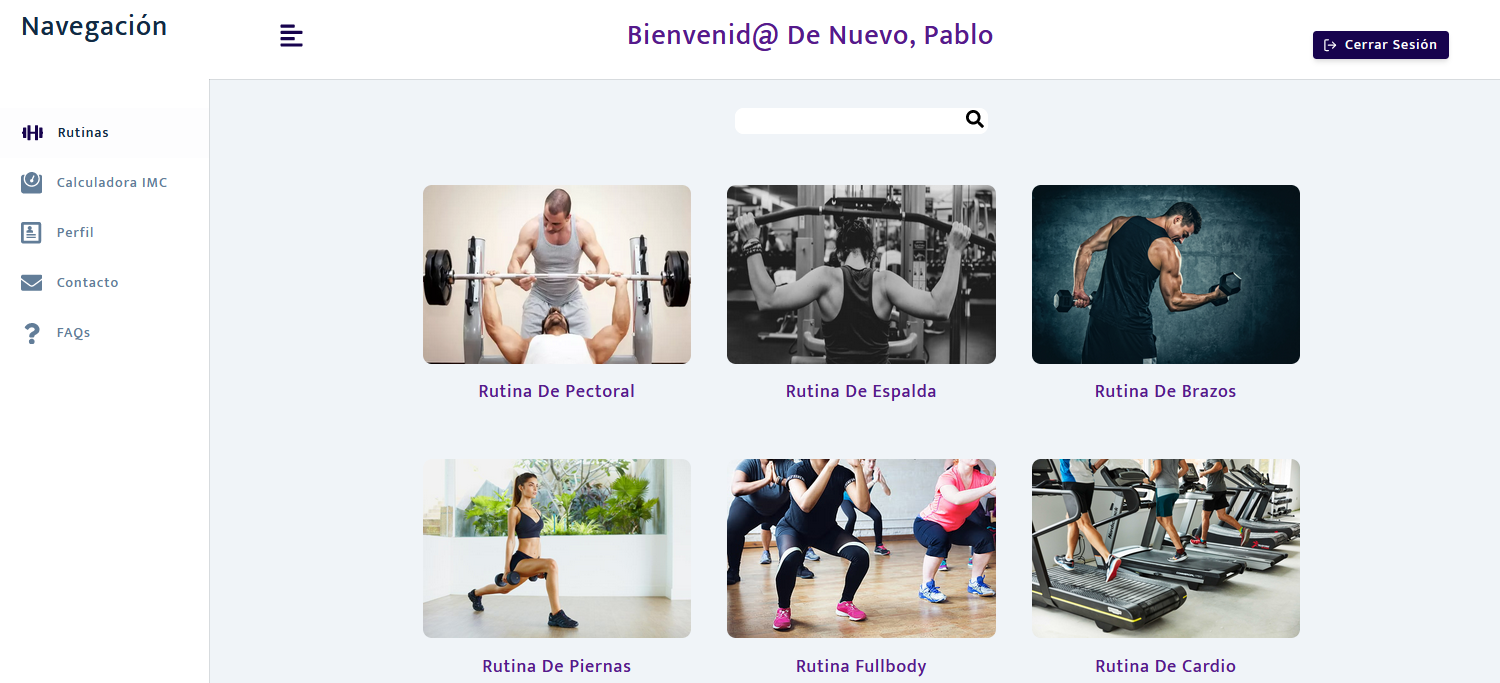 Navegación
Bienvenid@ De Nuevo, Pablo
Cerrar Sesión
Rutinas
Calculadora IMC
Perfil
Contacto
FAQs
Rutina De Pectoral
Rutina De Espalda
Rutina De Brazos
Rutina De Piernas
Rutina Fullbody
Rutina De Cardio